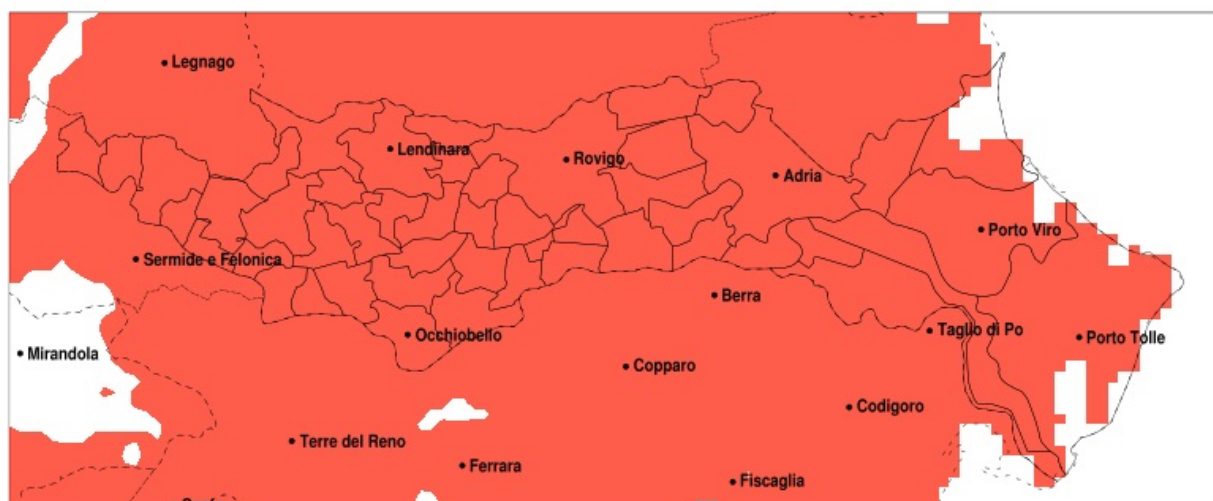 Legnago
Lendinara
Rovigo
Adria
Porto Viro
Sermide e Felonica
Berra
Occhiobello
Taglio di Po
Porto Tolle
Mirandola
Copparo
Codigoro
Terre del Reno
Ferrara
Fiscaglia